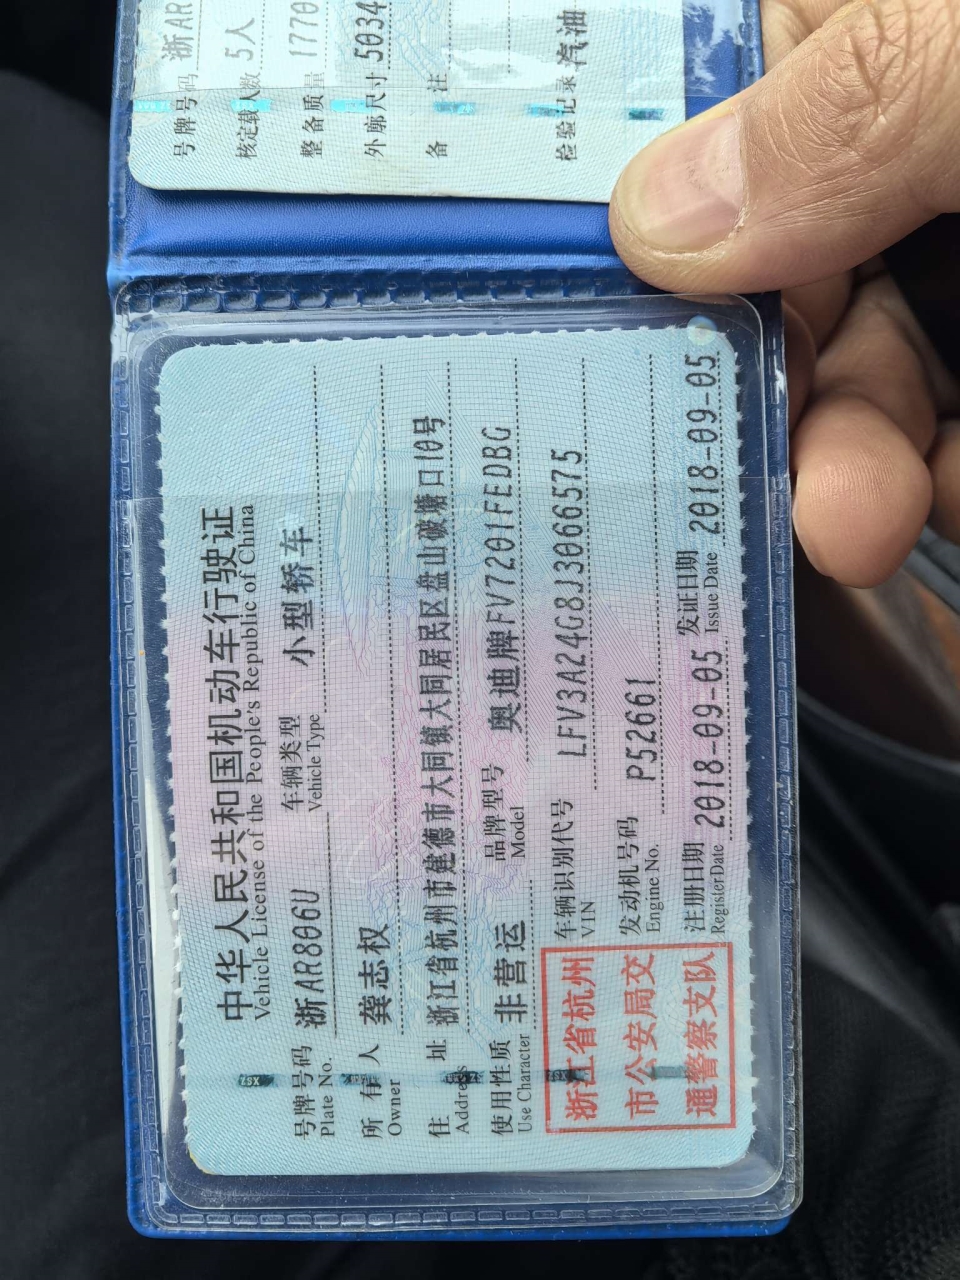 中华人民共和国机动车行驶证
Vehicle License of the People's Republic of China
号牌号码 Plate No. 浙AR806U 车辆类型 Vehicle Type 小型轿车
所有人 Owner 龚志权
住址 Address 浙江省杭州市建德市大同镇大同居民区盘山破塘口10号
使用性质 Use Character 非营运 品牌型号 Model 奥迪牌FV7201FEDBG
车辆识别代号 VIN LFV3A24G8J3066575
发动机号码 Engine No. P52661
注册日期 Register Date 2018-09-05 发证日期 Issue Date 2018-09-05
浙江省杭州
市公安局交
通警察支队
号牌号码 浙AR
核定载人数 5人
整备质量 1770
外廓尺寸 5034
备注
检验记录 汽油